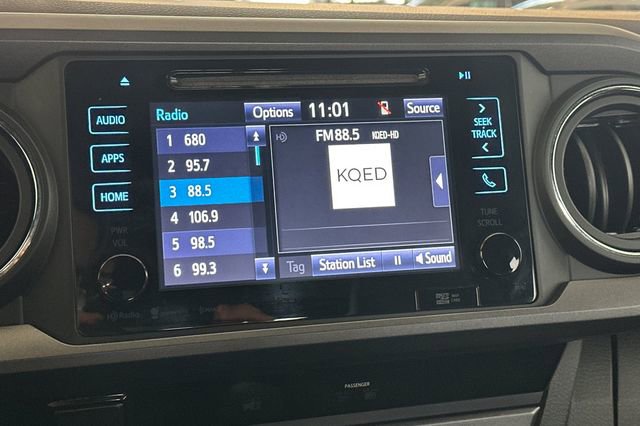 AUDIO
APPS
HOME
PWR
VOL
Radio
Options
11:01
Source
1 680
2 95.7
3 88.5
4 106.9
5 98.5
6 99.3
FM88.5 KQED-HD
KQED
Tag
Station List
Sound
SEEK
TRACK
TUNE
SCROLL
HD Radio
PASSENGER